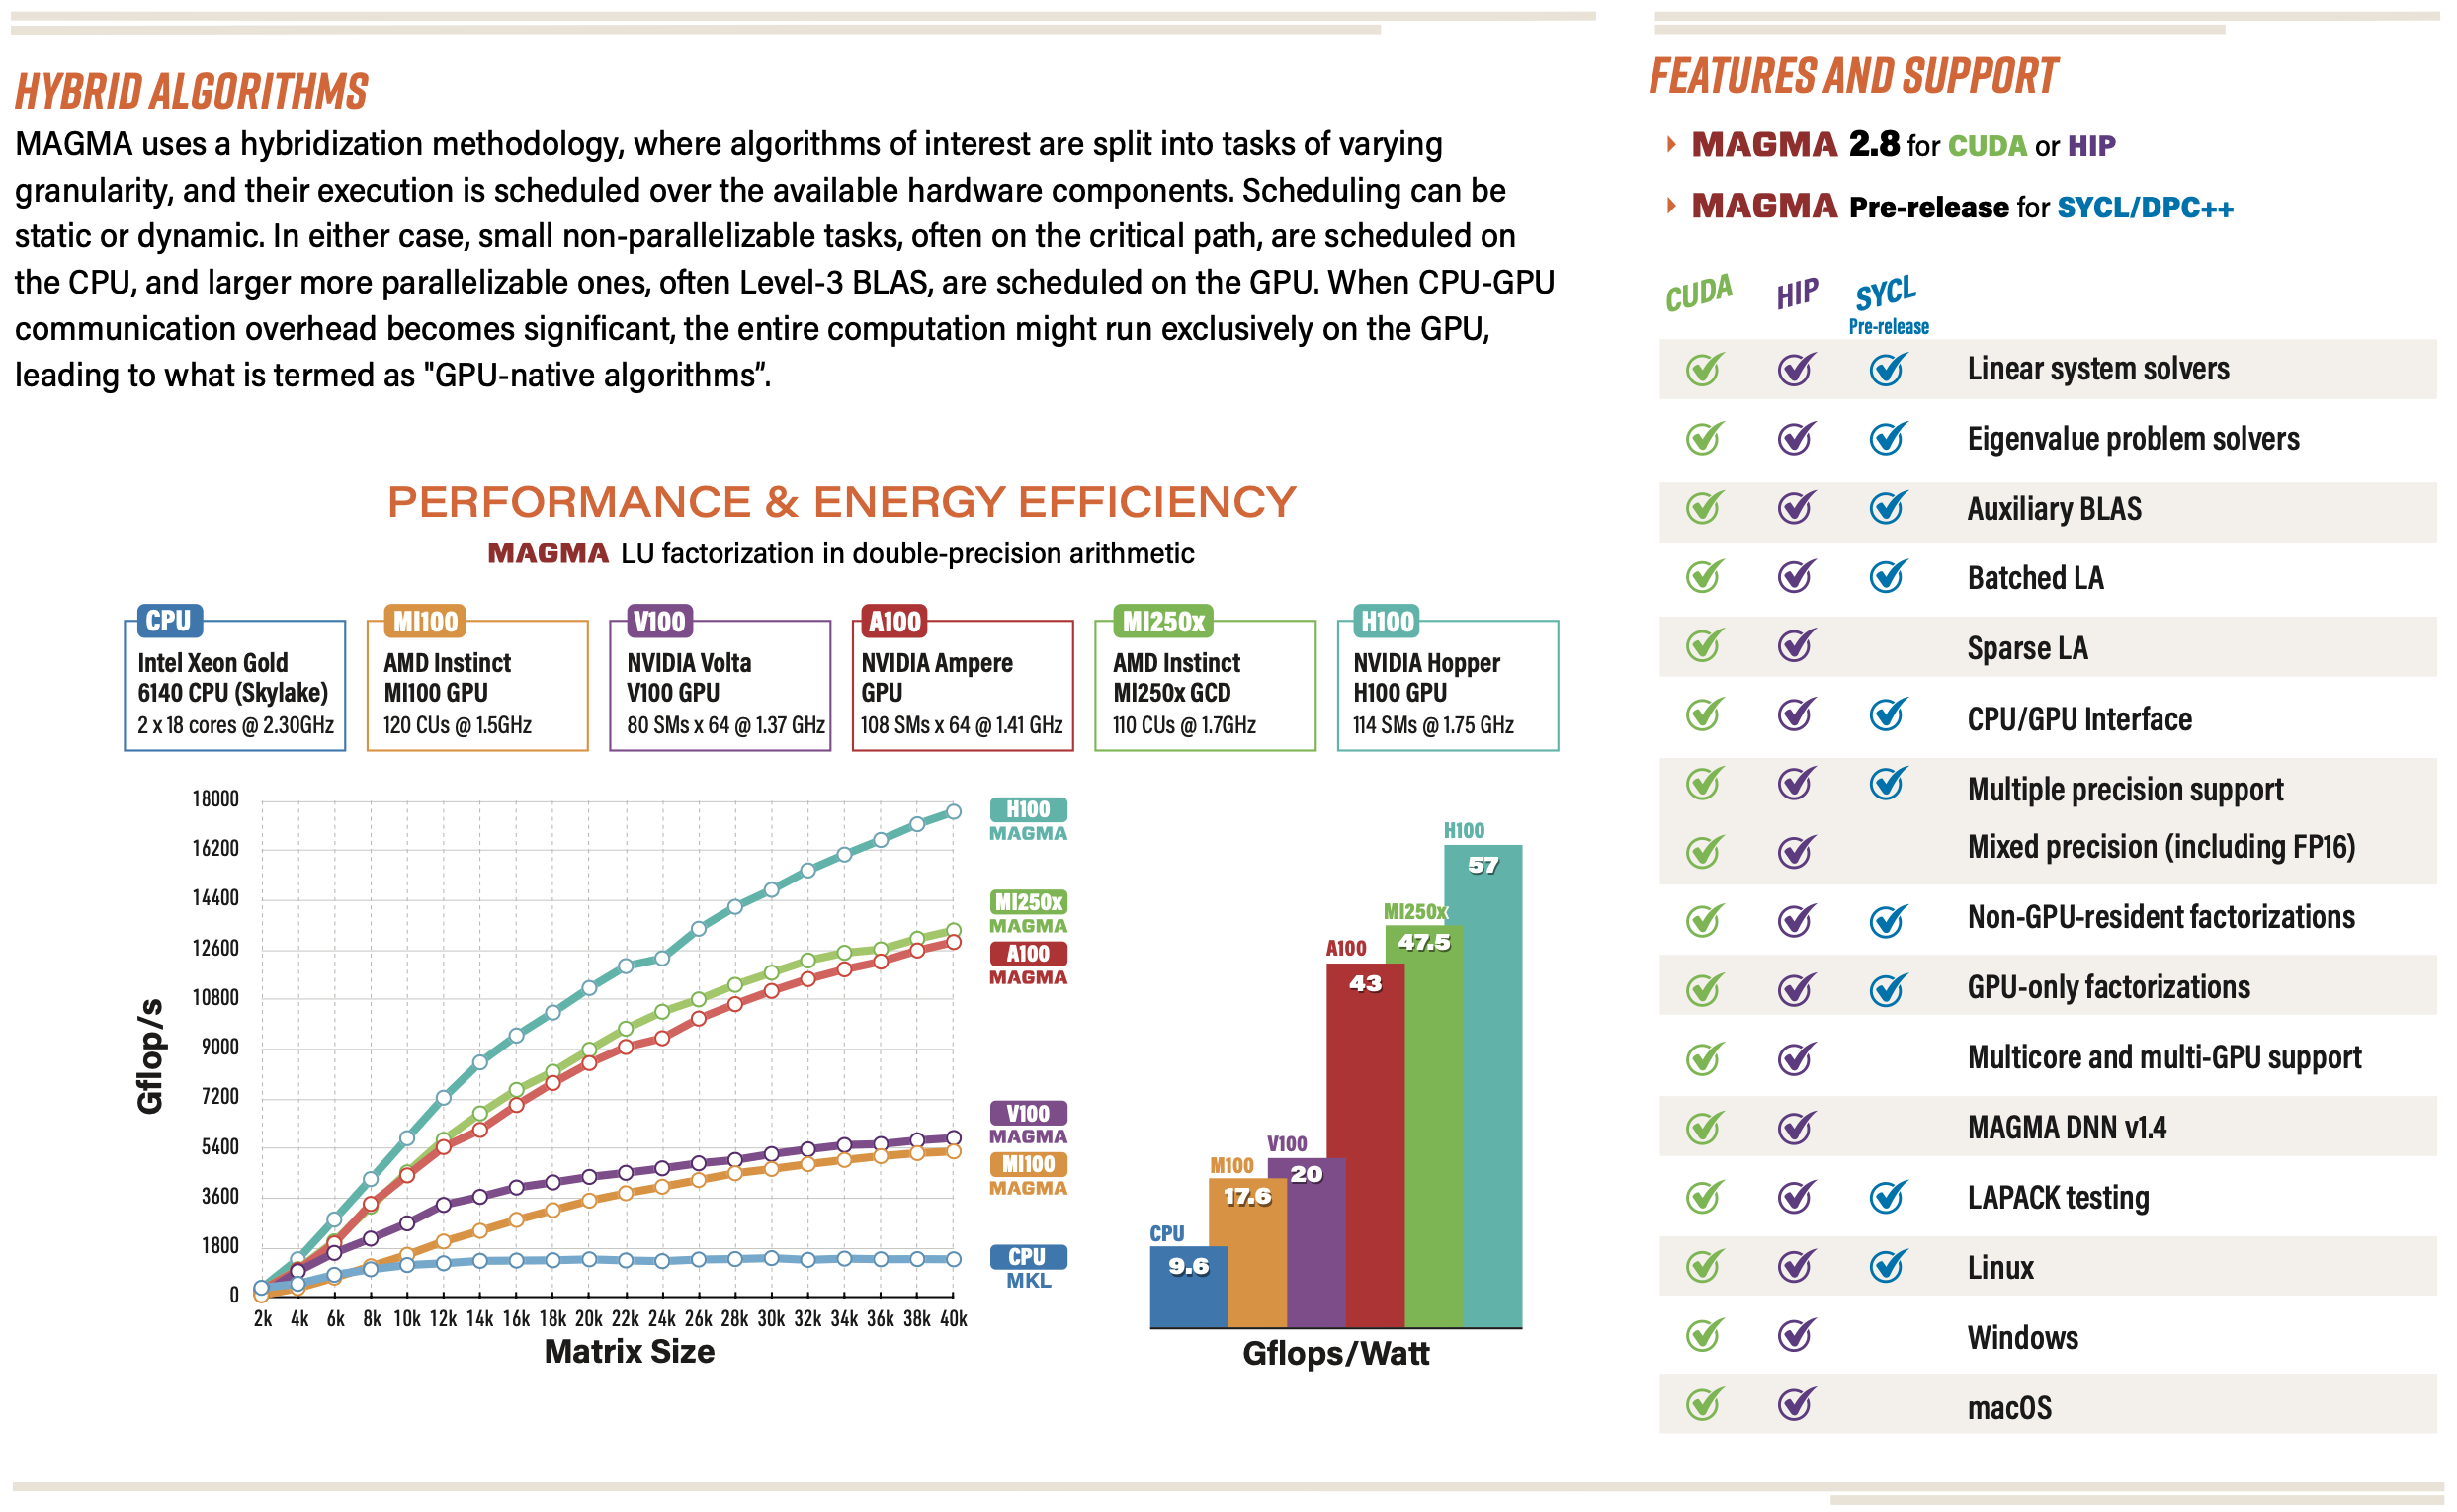 HYBRID ALGORITHMS
MAGMA uses a hybridization methodology, where algorithms of interest are split into tasks of varying
granularity, and their execution is scheduled over the available hardware components. Scheduling can be
static or dynamic. In either case, small non-parallelizable tasks, often on the critical path, are scheduled on
the CPU, and larger more parallelizable ones, often Level-3 BLAS, are scheduled on the GPU. When CPU-GPU
communication overhead becomes significant, the entire computation might run exclusively on the GPU,
leading to what is termed as "GPU-native algorithms”.
PERFORMANCE & ENERGY EFFICIENCY
MAGMA LU factorization in double-precision arithmetic
CPU
Intel Xeon Gold
6140 CPU (Skylake)
2 x 18 cores @ 2.30GHz
MI100
AMD Instinct
MI100 GPU
120 CUs @ 1.5GHz
V100
NVIDIA Volta
V100 GPU
80 SMs x 64 @ 1.37 GHz
A100
NVIDIA Ampere
GPU
108 SMs x 64 @ 1.41 GHz
MI250x
AMD Instinct
MI250x GCD
110 CUs @ 1.7GHz
H100
NVIDIA Hopper
H100 GPU
114 SMs @ 1.75 GHz
Gflop/s
18000
16200
14400
12600
10800
9000
7200
5400
3600
1800
0
2k 4k 6k 8k 10k 12k 14k 16k 18k 20k 22k 24k 26k 28k 30k 32k 34k 36k 38k 40k
Matrix Size
H100
MAGMA
MI250x
MAGMA
A100
MAGMA
V100
MAGMA
MI100
MAGMA
CPU
MKL
CPU
9.6
M100
17.6
V100
20
A100
43
MI250x
47.5
H100
57
Gflops/Watt
FEATURES AND SUPPORT
MAGMA 2.8 for CUDA or HIP
MAGMA Pre-release for SYCL/DPC++
CUDA HIP SYCL
Pre-release
Linear system solvers
Eigenvalue problem solvers
Auxiliary BLAS
Batched LA
Sparse LA
CPU/GPU Interface
Multiple precision support
Mixed precision (including FP16)
Non-GPU-resident factorizations
GPU-only factorizations
Multicore and multi-GPU support
MAGMA DNN v1.4
LAPACK testing
Linux
Windows
macOS